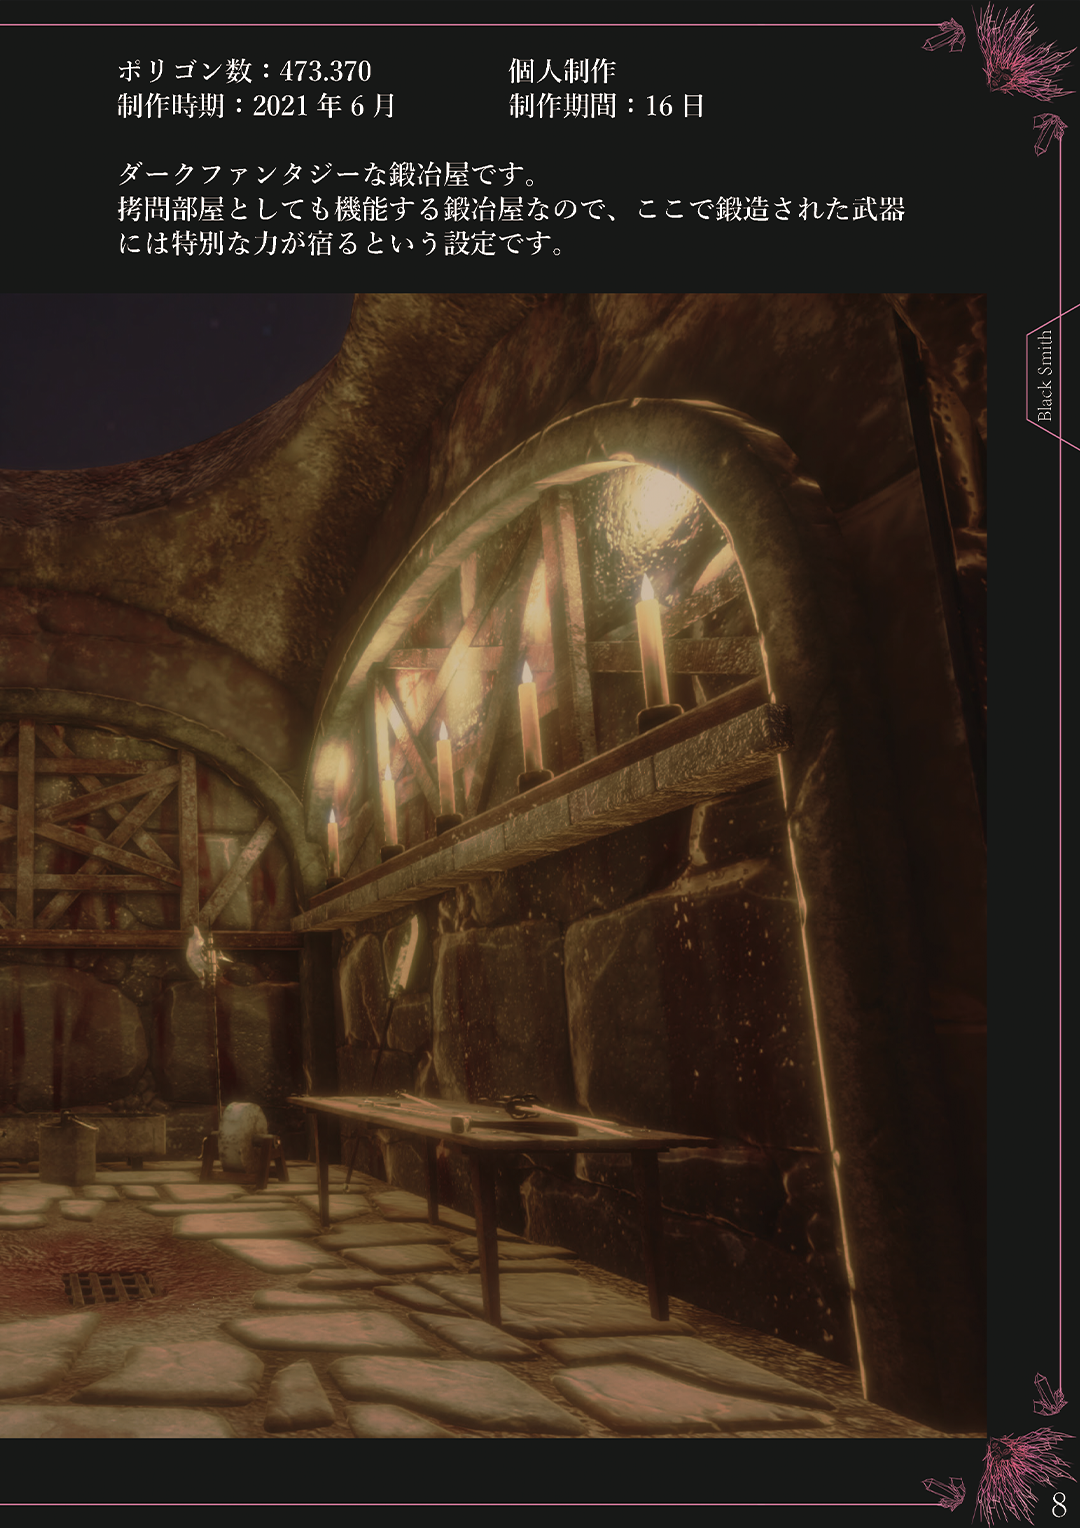 ポリゴン数：473.370
個人制作
制作時期：2021 年 6 月
制作期間：16 日
ダークファンタジーな鍛冶屋です。
拷問部屋としても機能する鍛冶屋なので、ここで鍛造された武器
には特別な力が宿るという設定です。
Black Smith
8